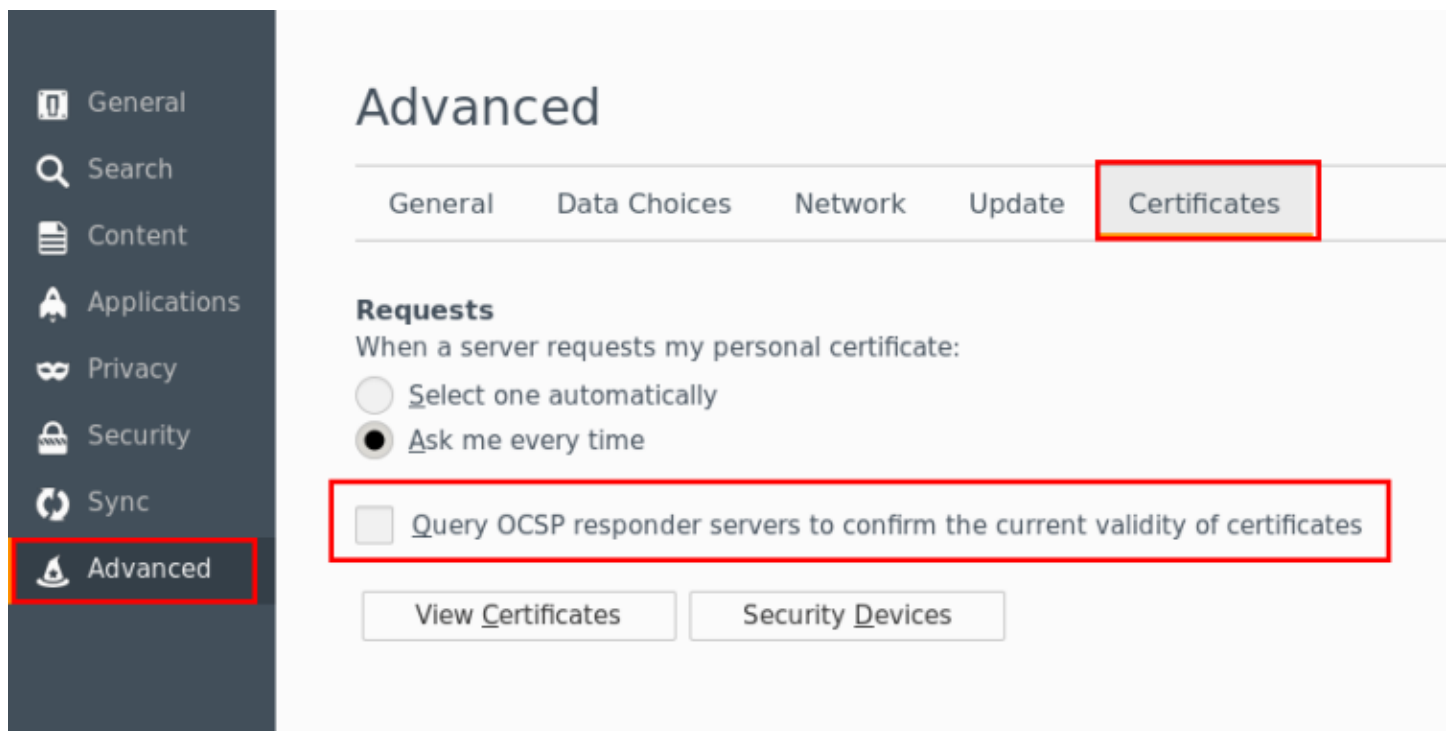 General
Search
Content
Applications
Privacy
Security
Sync
Advanced
Advanced
General Data Choices Network Update Certificates
Requests
When a server requests my personal certificate:
Select one automatically
Ask me every time
Query OCSP responder servers to confirm the current validity of certificates
View Certificates Security Devices